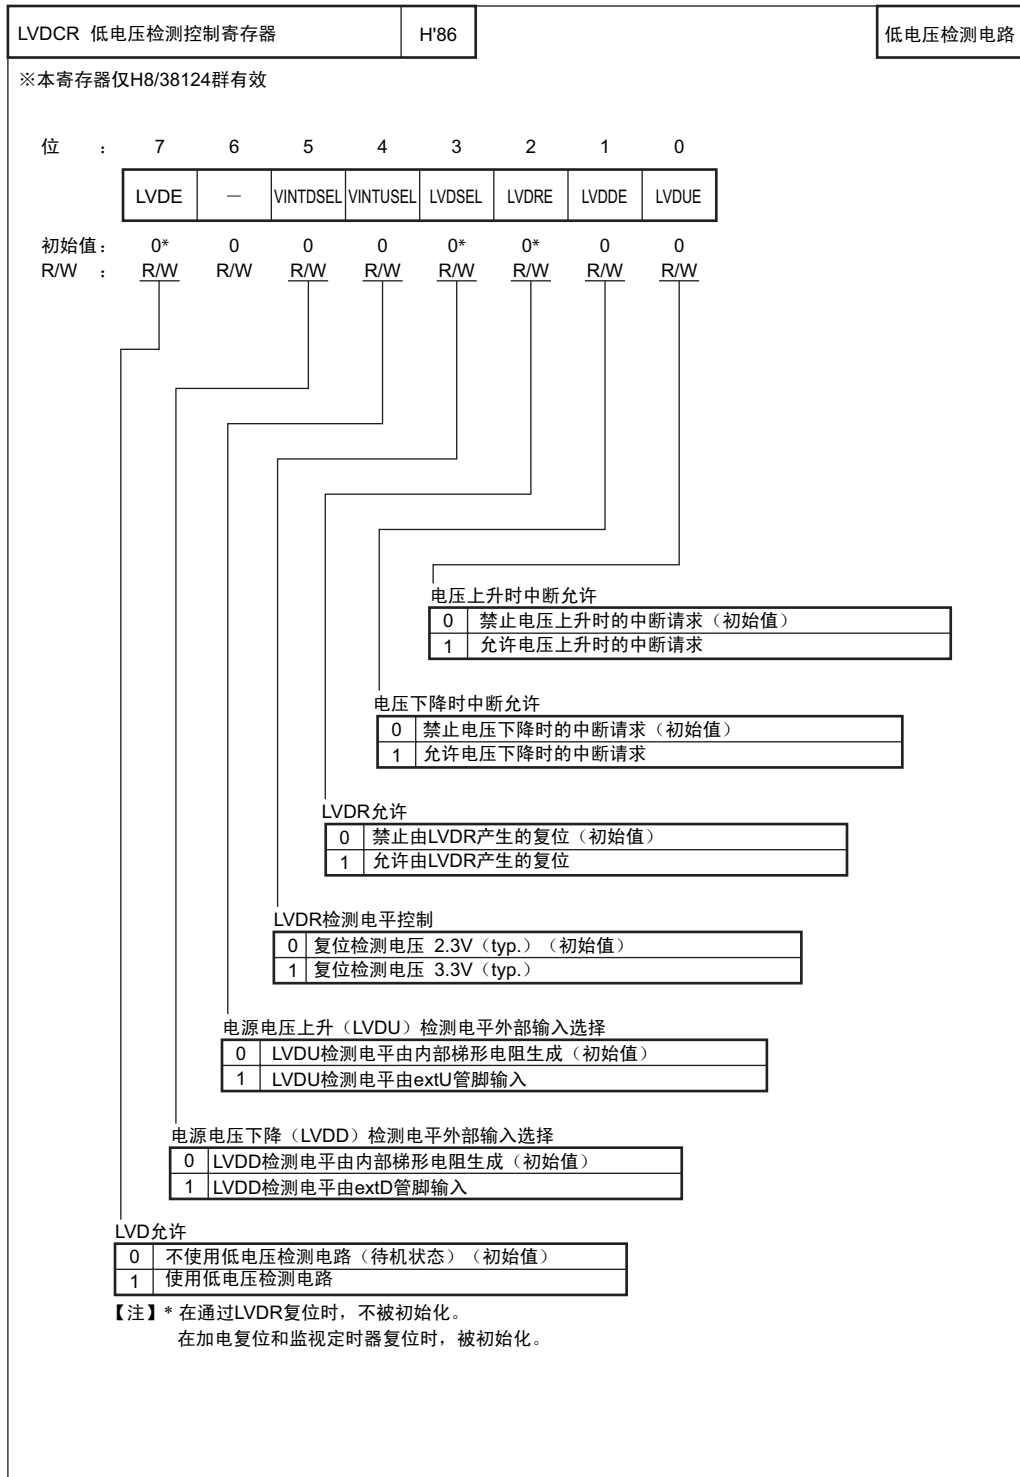 LVDCR 低电压检测控制寄存器 H'86 低电压检测电路
※本寄存器仅H8/38124群有效
位 : 7 6 5 4 3 2 1 0
LVDE — VINTDSEL VINTUSEL LVDSEL LVDRE LVDDE LVDUE
初始值: 0* 0 0 0 0* 0* 0 0
R/W : R/W R/W R/W R/W R/W R/W R/W R/W
电压上升时中断允许
0 禁止电压上升时的中断请求（初始值）
1 允许电压上升时的中断请求
电压下降时中断允许
0 禁止电压下降时的中断请求（初始值）
1 允许电压下降时的中断请求
LVDR允许
0 禁止由LVDR产生的复位（初始值）
1 允许由LVDR产生的复位
LVDR检测电平控制
0 复位检测电压 2.3V（typ.）（初始值）
1 复位检测电压 3.3V（typ.）
电源电压上升（LVDU）检测电平外部输入选择
0 LVDU检测电平由内部梯形电阻生成（初始值）
1 LVDU检测电平由extU管脚输入
电源电压下降（LVDD）检测电平外部输入选择
0 LVDD检测电平由内部梯形电阻生成（初始值）
1 LVDD检测电平由extD管脚输入
LVD允许
0 不使用低电压检测电路（待机状态）（初始值）
1 使用低电压检测电路
【注】* 在通过LVDR复位时，不被初始化。
在加电复位和监视定时器复位时，被初始化。